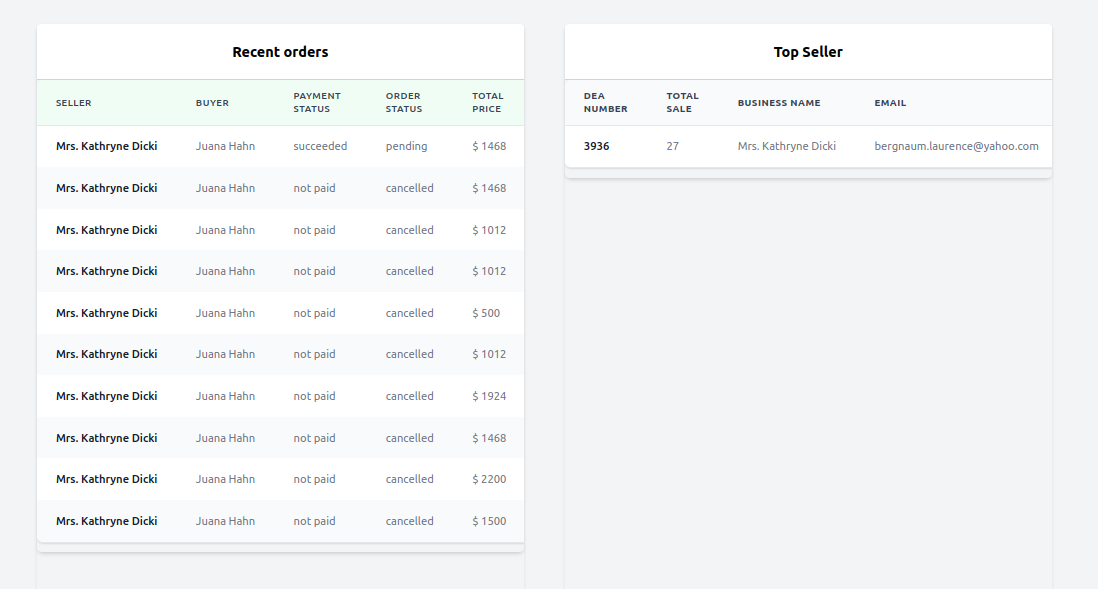 Recent orders
SELLER BUYER PAYMENT STATUS ORDER STATUS TOTAL PRICE
Mrs. Kathryne Dicki Juana Hahn succeeded pending $ 1468
Mrs. Kathryne Dicki Juana Hahn not paid cancelled $ 1468
Mrs. Kathryne Dicki Juana Hahn not paid cancelled $ 1012
Mrs. Kathryne Dicki Juana Hahn not paid cancelled $ 1012
Mrs. Kathryne Dicki Juana Hahn not paid cancelled $ 500
Mrs. Kathryne Dicki Juana Hahn not paid cancelled $ 1012
Mrs. Kathryne Dicki Juana Hahn not paid cancelled $ 1924
Mrs. Kathryne Dicki Juana Hahn not paid cancelled $ 1468
Mrs. Kathryne Dicki Juana Hahn not paid cancelled $ 2200
Mrs. Kathryne Dicki Juana Hahn not paid cancelled $ 1500
Top Seller
DEA NUMBER TOTAL SALE BUSINESS NAME EMAIL
3936 27 Mrs. Kathryne Dicki bergnaum.laurence@yahoo.com